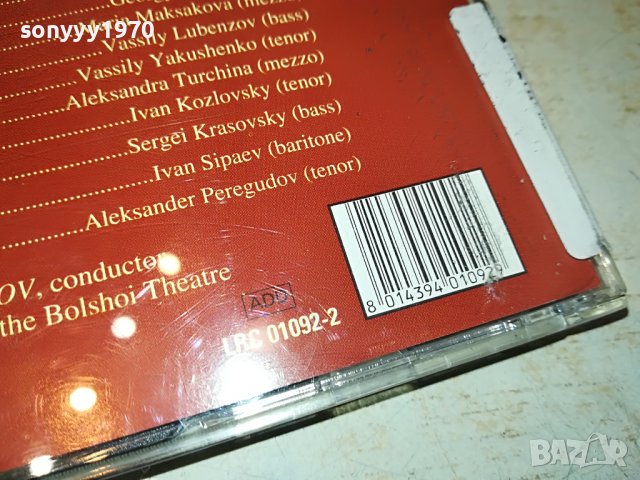 sonyyy1970
Maksakova (mezzo)
Vassily Lubenzov (bass)
Vassily Yakushenko (tenor)
Aleksandra Turchina (mezzo)
Ivan Kozlovsky (tenor)
Sergei Krasovsky (bass)
Ivan Sipaev (baritone)
Aleksander Peregudov (tenor)
OV, conductor
the Bolshoi Theatre
ADD
LRC 01092-2
8 014394 010929
BAZAR